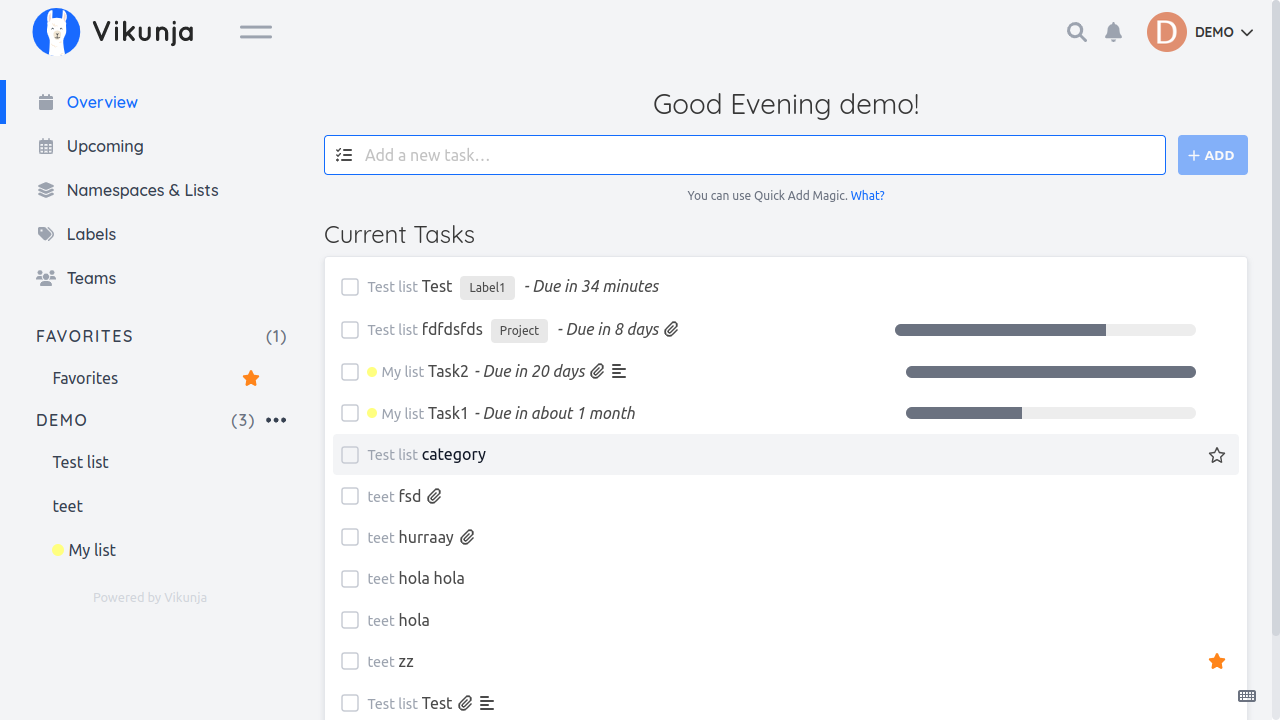 Vikunja
D DEMO
Overview
Upcoming
Namespaces & Lists
Labels
Teams
FAVORITES (1)
Favorites
DEMO (3)
Test list
teet
My list
Powered by Vikunja
Good Evening demo!
Add a new task…
+ ADD
You can use Quick Add Magic. What?
Current Tasks
Test list Test Label1 - Due in 34 minutes
Test list fdfdsfds Project - Due in 8 days
My list Task2 - Due in 20 days
My list Task1 - Due in about 1 month
Test list category
teet fsd
teet hurraay
teet hola hola
teet hola
teet zz
Test list Test